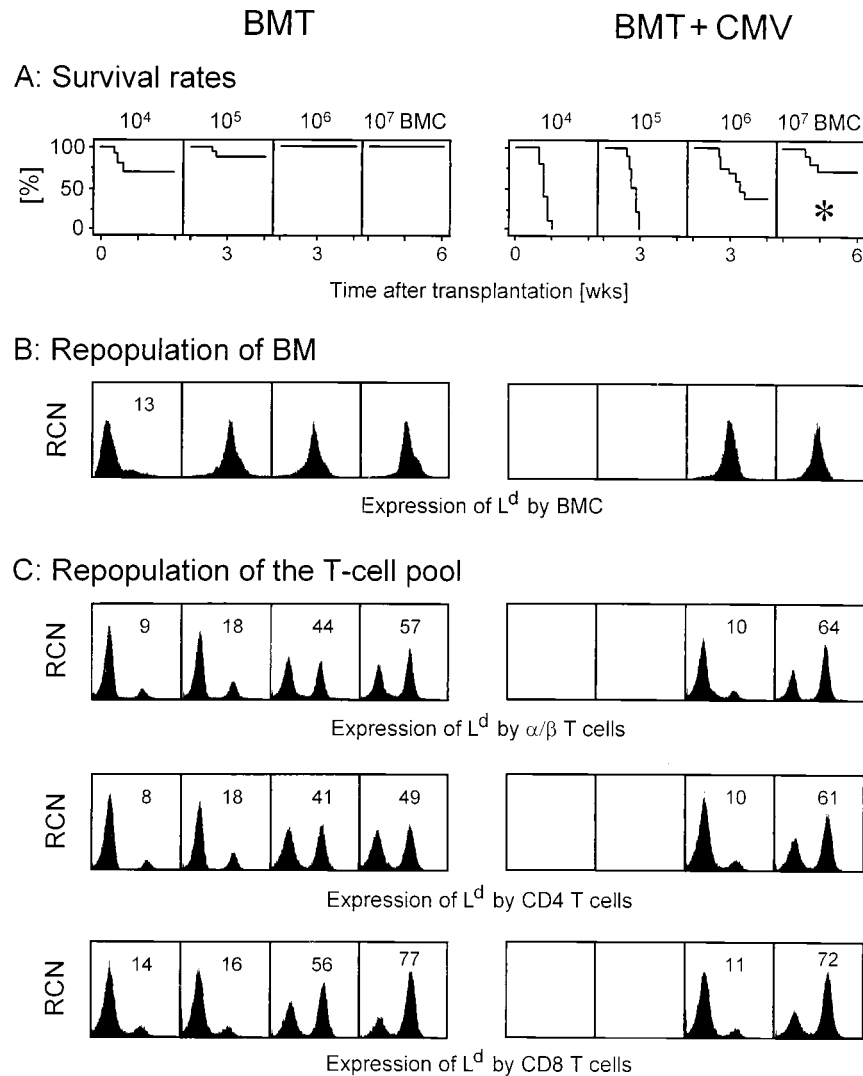 BMT BMT + CMV
A: Survival rates
10⁴ 10⁵ 10⁶ 10⁷ BMC 10⁴ 10⁵ 10⁶ 10⁷ BMC
[%]
100
50
0
0 3 3 6 0 3 3 6
*
Time after transplantation [wks]
B: Repopulation of BM
RCN
13
Expression of Lᵈ by BMC
C: Repopulation of the T-cell pool
RCN
9 18 44 57 10 64
Expression of Lᵈ by α/β T cells
RCN
8 18 41 49 10 61
Expression of Lᵈ by CD4 T cells
RCN
14 16 56 77 11 72
Expression of Lᵈ by CD8 T cells